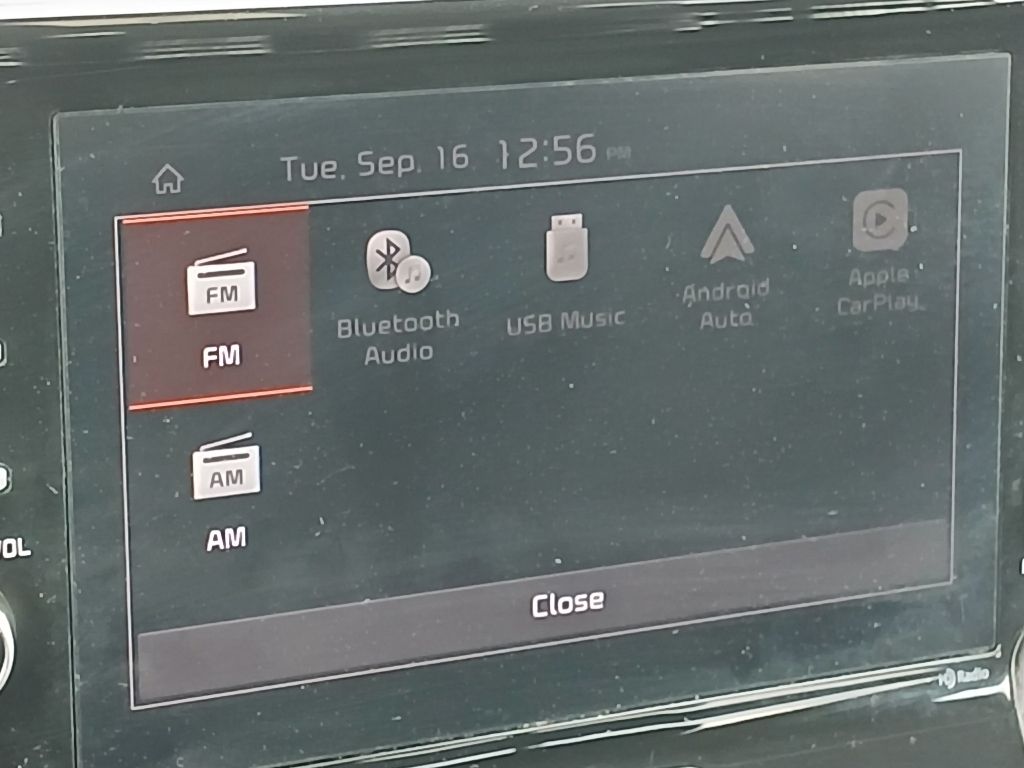 Tue. Sep. 16 12:56 PM
FM
FM
Bluetooth
Audio
USB Music
Android
Auto
Apple
CarPlay
AM
AM
Close
VOL
HD Radio